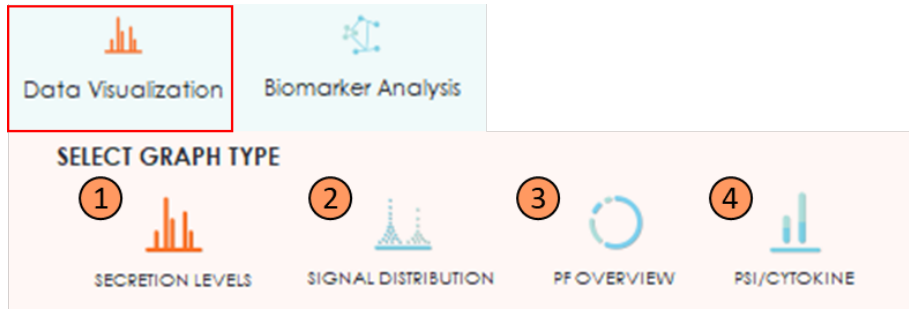 Data Visualization
Biomarker Analysis
SELECT GRAPH TYPE
1
2
3
4
SECRETION LEVELS
SIGNAL DISTRIBUTION
PF OVERVIEW
PSI/CYTOKINE